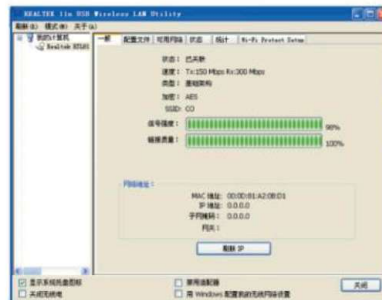 REALTEK 11n USB Wireless LAN Utility
刷新(R) 模式(M) 关于(A)
我的计算机
Realtek RTL81
一般 配置文件 可用网络 状态 统计 Wi-Fi Protect Setup
状态： 已关联
速度： Tx:150 Mbps Rx:300 Mbps
类型： 基础架构
加密： AES
SSID: CO
信号强度： 98%
链接质量： 100%
网络地址：
MAC 地址: 00:0D:81:A2:0B:D1
IP 地址: 0.0.0.0
子网掩码: 0.0.0.0
网关:
刷新 IP
显示系统托盘图标 禁用适配器 关闭
关闭无线电 用 Windows 配置我的无线网络设置